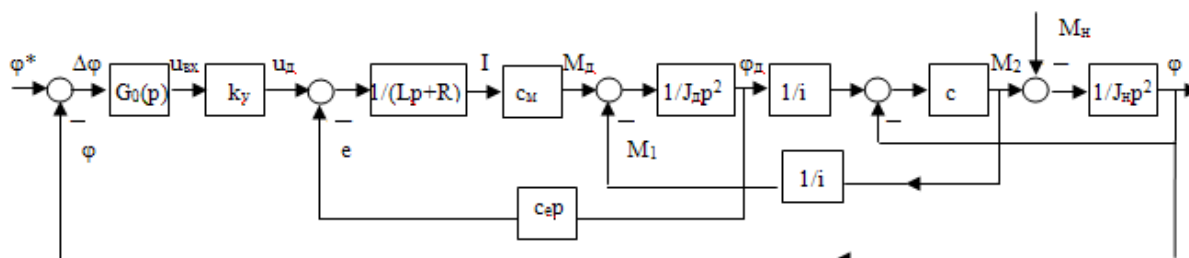 φ* Δφ G₀(p) uвх kу uд 1/(Lp+R) I cм Mд 1/Jдp² φд 1/i c M₂ Mн 1/Jнp² φ
φ e M₁ 1/i
cₑp